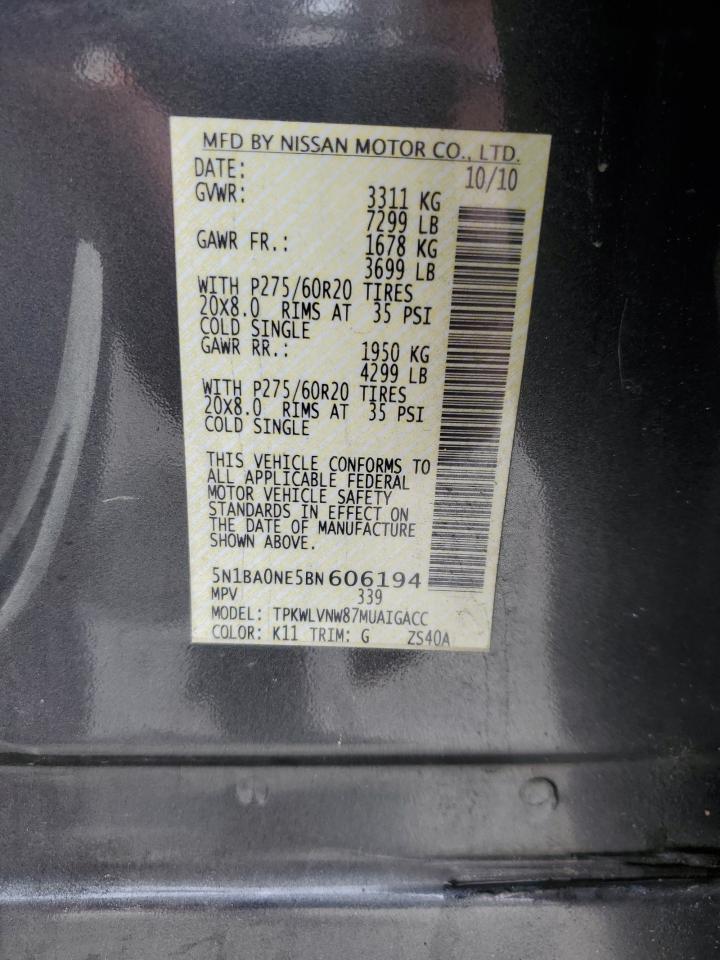 MFD BY NISSAN MOTOR CO., LTD.
DATE: 10/10
GVWR: 3311 KG
7299 LB
GAWR FR.: 1678 KG
3699 LB
WITH P275/60R20 TIRES
20X8.0 RIMS AT 35 PSI
COLD SINGLE
GAWR RR.: 1950 KG
4299 LB
WITH P275/60R20 TIRES
20X8.0 RIMS AT 35 PSI
COLD SINGLE
THIS VEHICLE CONFORMS TO
ALL APPLICABLE FEDERAL
MOTOR VEHICLE SAFETY
STANDARDS IN EFFECT ON
THE DATE OF MANUFACTURE
SHOWN ABOVE.
5N1BA0NE5BN606194
MPV 339
MODEL: TPKWLVNW87MUAIGACC
COLOR: K11 TRIM: G ZS40A